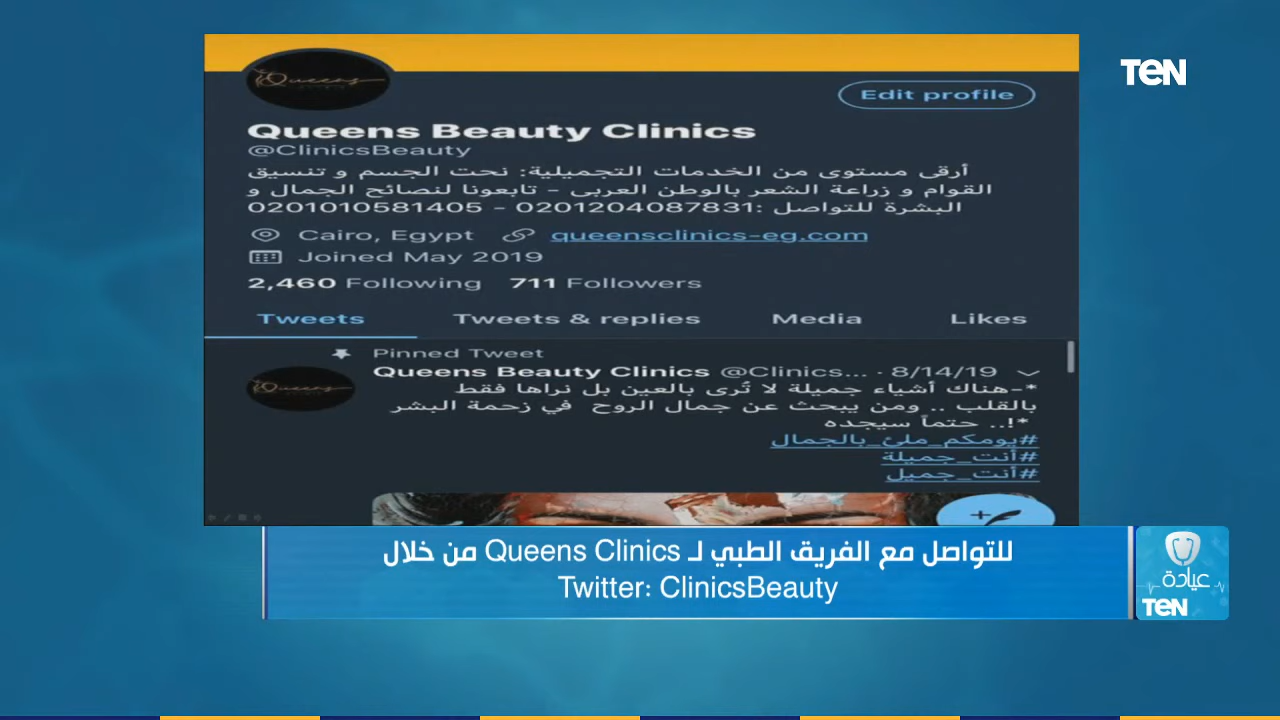 TEN
Queens
Edit profile
Queens Beauty Clinics
@ClinicsBeauty
أرقى مستوى من الخدمات التجميلية: نحت الجسم و تنسيق
القوام و زراعة الشعر بالوطن العربى - تابعونا لنصائح الجمال و
البشرة للتواصل :0201204087831 - 0201010581405
Cairo, Egypt queensclinics-eg.com
Joined May 2019
2,460 Following 711 Followers
Tweets Tweets & replies Media Likes
Pinned Tweet
Queens Beauty Clinics @Clinics... · 8/14/19
Queens
*-هناك أشياء جميلة لا تُرى بالعين بل نراها فقط
بالقلب .. ومن يبحث عن جمال الروح في زحمة البشر
..! حتماً سيجده*
#يومكم_ملئ_بالجمال
#أنت_جميلة
#أنت_جميل
للتواصل مع الفريق الطبي لـ Queens Clinics من خلال
Twitter: ClinicsBeauty
عيادة
TEN